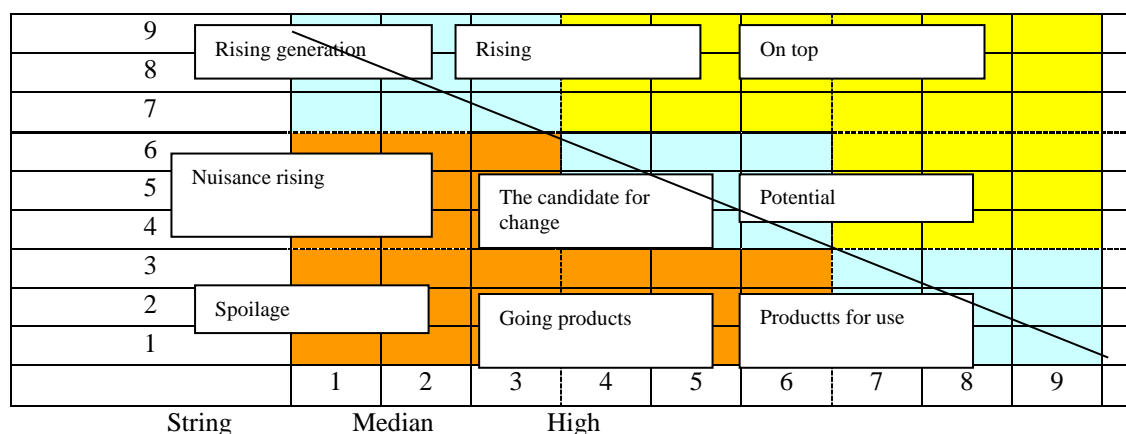 9
Rising generation Rising On top
8
7
6
Nuisance rising
5 The candidate for Potential
change
4
3
2 Spoilage
Going products Productts for use
1
1 2 3 4 5 6 7 8 9
String Median High